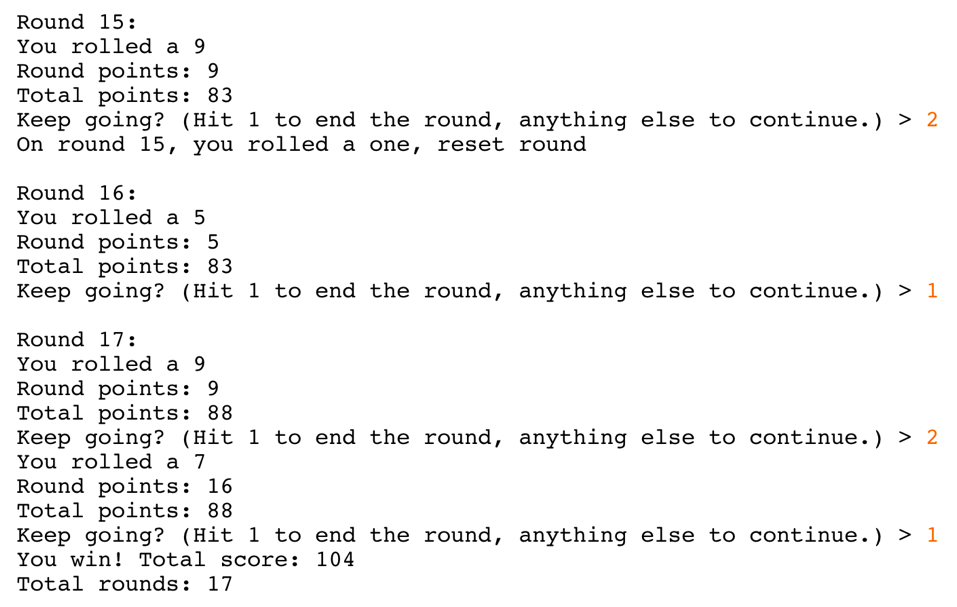 Round 15:
You rolled a 9
Round points: 9
Total points: 83
Keep going? (Hit 1 to end the round, anything else to continue.) > 2
On round 15, you rolled a one, reset round
Round 16:
You rolled a 5
Round points: 5
Total points: 83
Keep going? (Hit 1 to end the round, anything else to continue.) > 1
Round 17:
You rolled a 9
Round points: 9
Total points: 88
Keep going? (Hit 1 to end the round, anything else to continue.) > 2
You rolled a 7
Round points: 16
Total points: 88
Keep going? (Hit 1 to end the round, anything else to continue.) > 1
You win! Total score: 104
Total rounds: 17